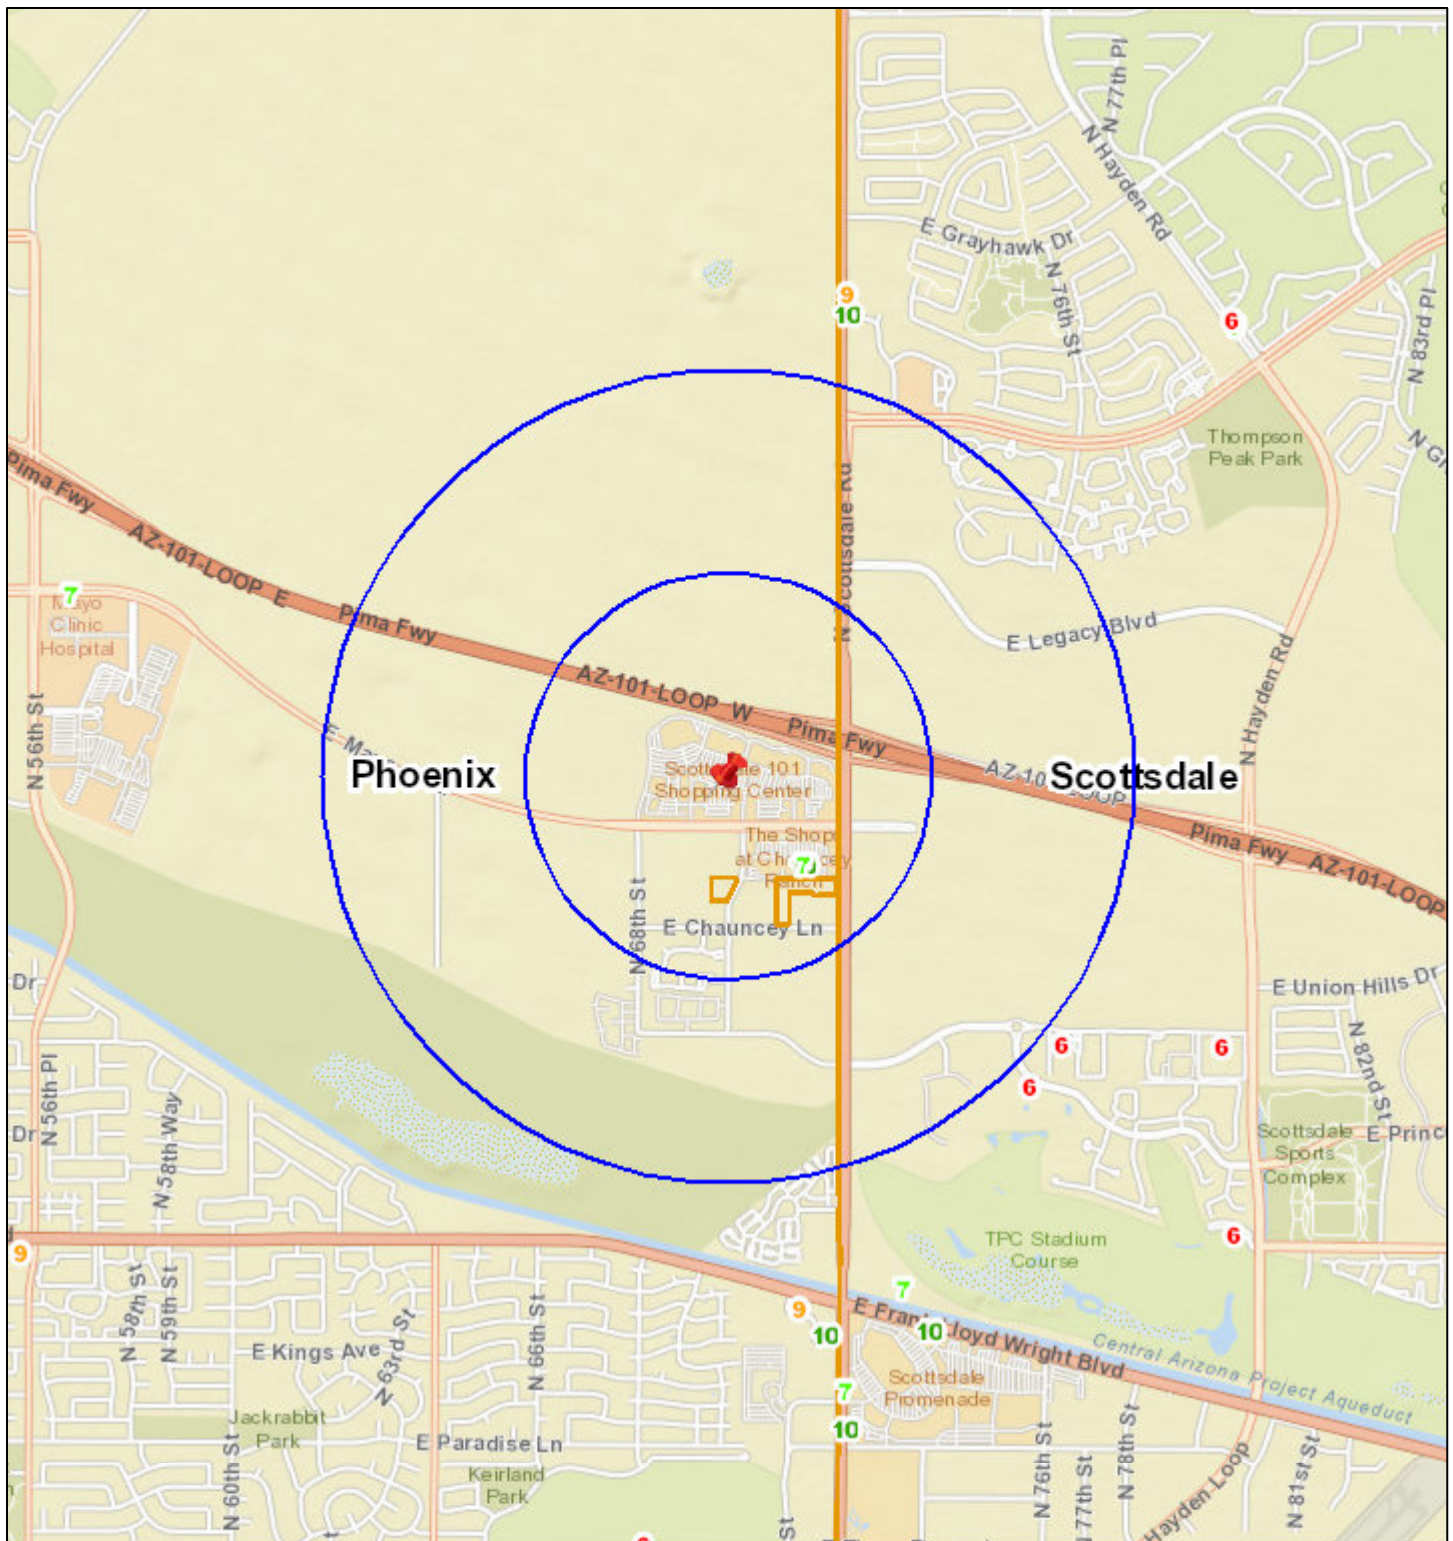 N 77th Pl
N Hayden Rd
E Grayhawk Dr
N 76th St
9
10
6
N 83rd Pl
Thompson
Peak Park
Pima Fwy
AZ-101-LOOP E
Pima Fwy
N Scottsdale Rd
7
Mayo
Clinic
Hospital
E Legacy Blvd
N Hayden Rd
N 56th St
AZ-101-LOOP W
Pima Fwy
Phoenix
Scottsdale 101
Shopping Center
Scottsdale
Pima Fwy
AZ-101-LOOP
The Shops
at Chauncey
Ranch
7
N 68th St
E Chauncey Ln
Dr
E Union Hills Dr
6
6
6
N 82nd St
N 56th Pl
N 58th Way
Dr
Scottsdale
Sports
Complex
E Princ
9
TPC Stadium
Course
6
7
9
10
10
E Frank Lloyd Wright Blvd
Central Arizona Project Aqueduct
N 58th St
N 59th St
E Kings Ave
N 63rd St
N 66th St
Scottsdale
Promenade
7
10
Jackrabbit
Park
E Paradise Ln
Keirland
Park
N 60th St
N 76th St
N 77th St
N 78th St
Hayden Loop
N 81st St
St